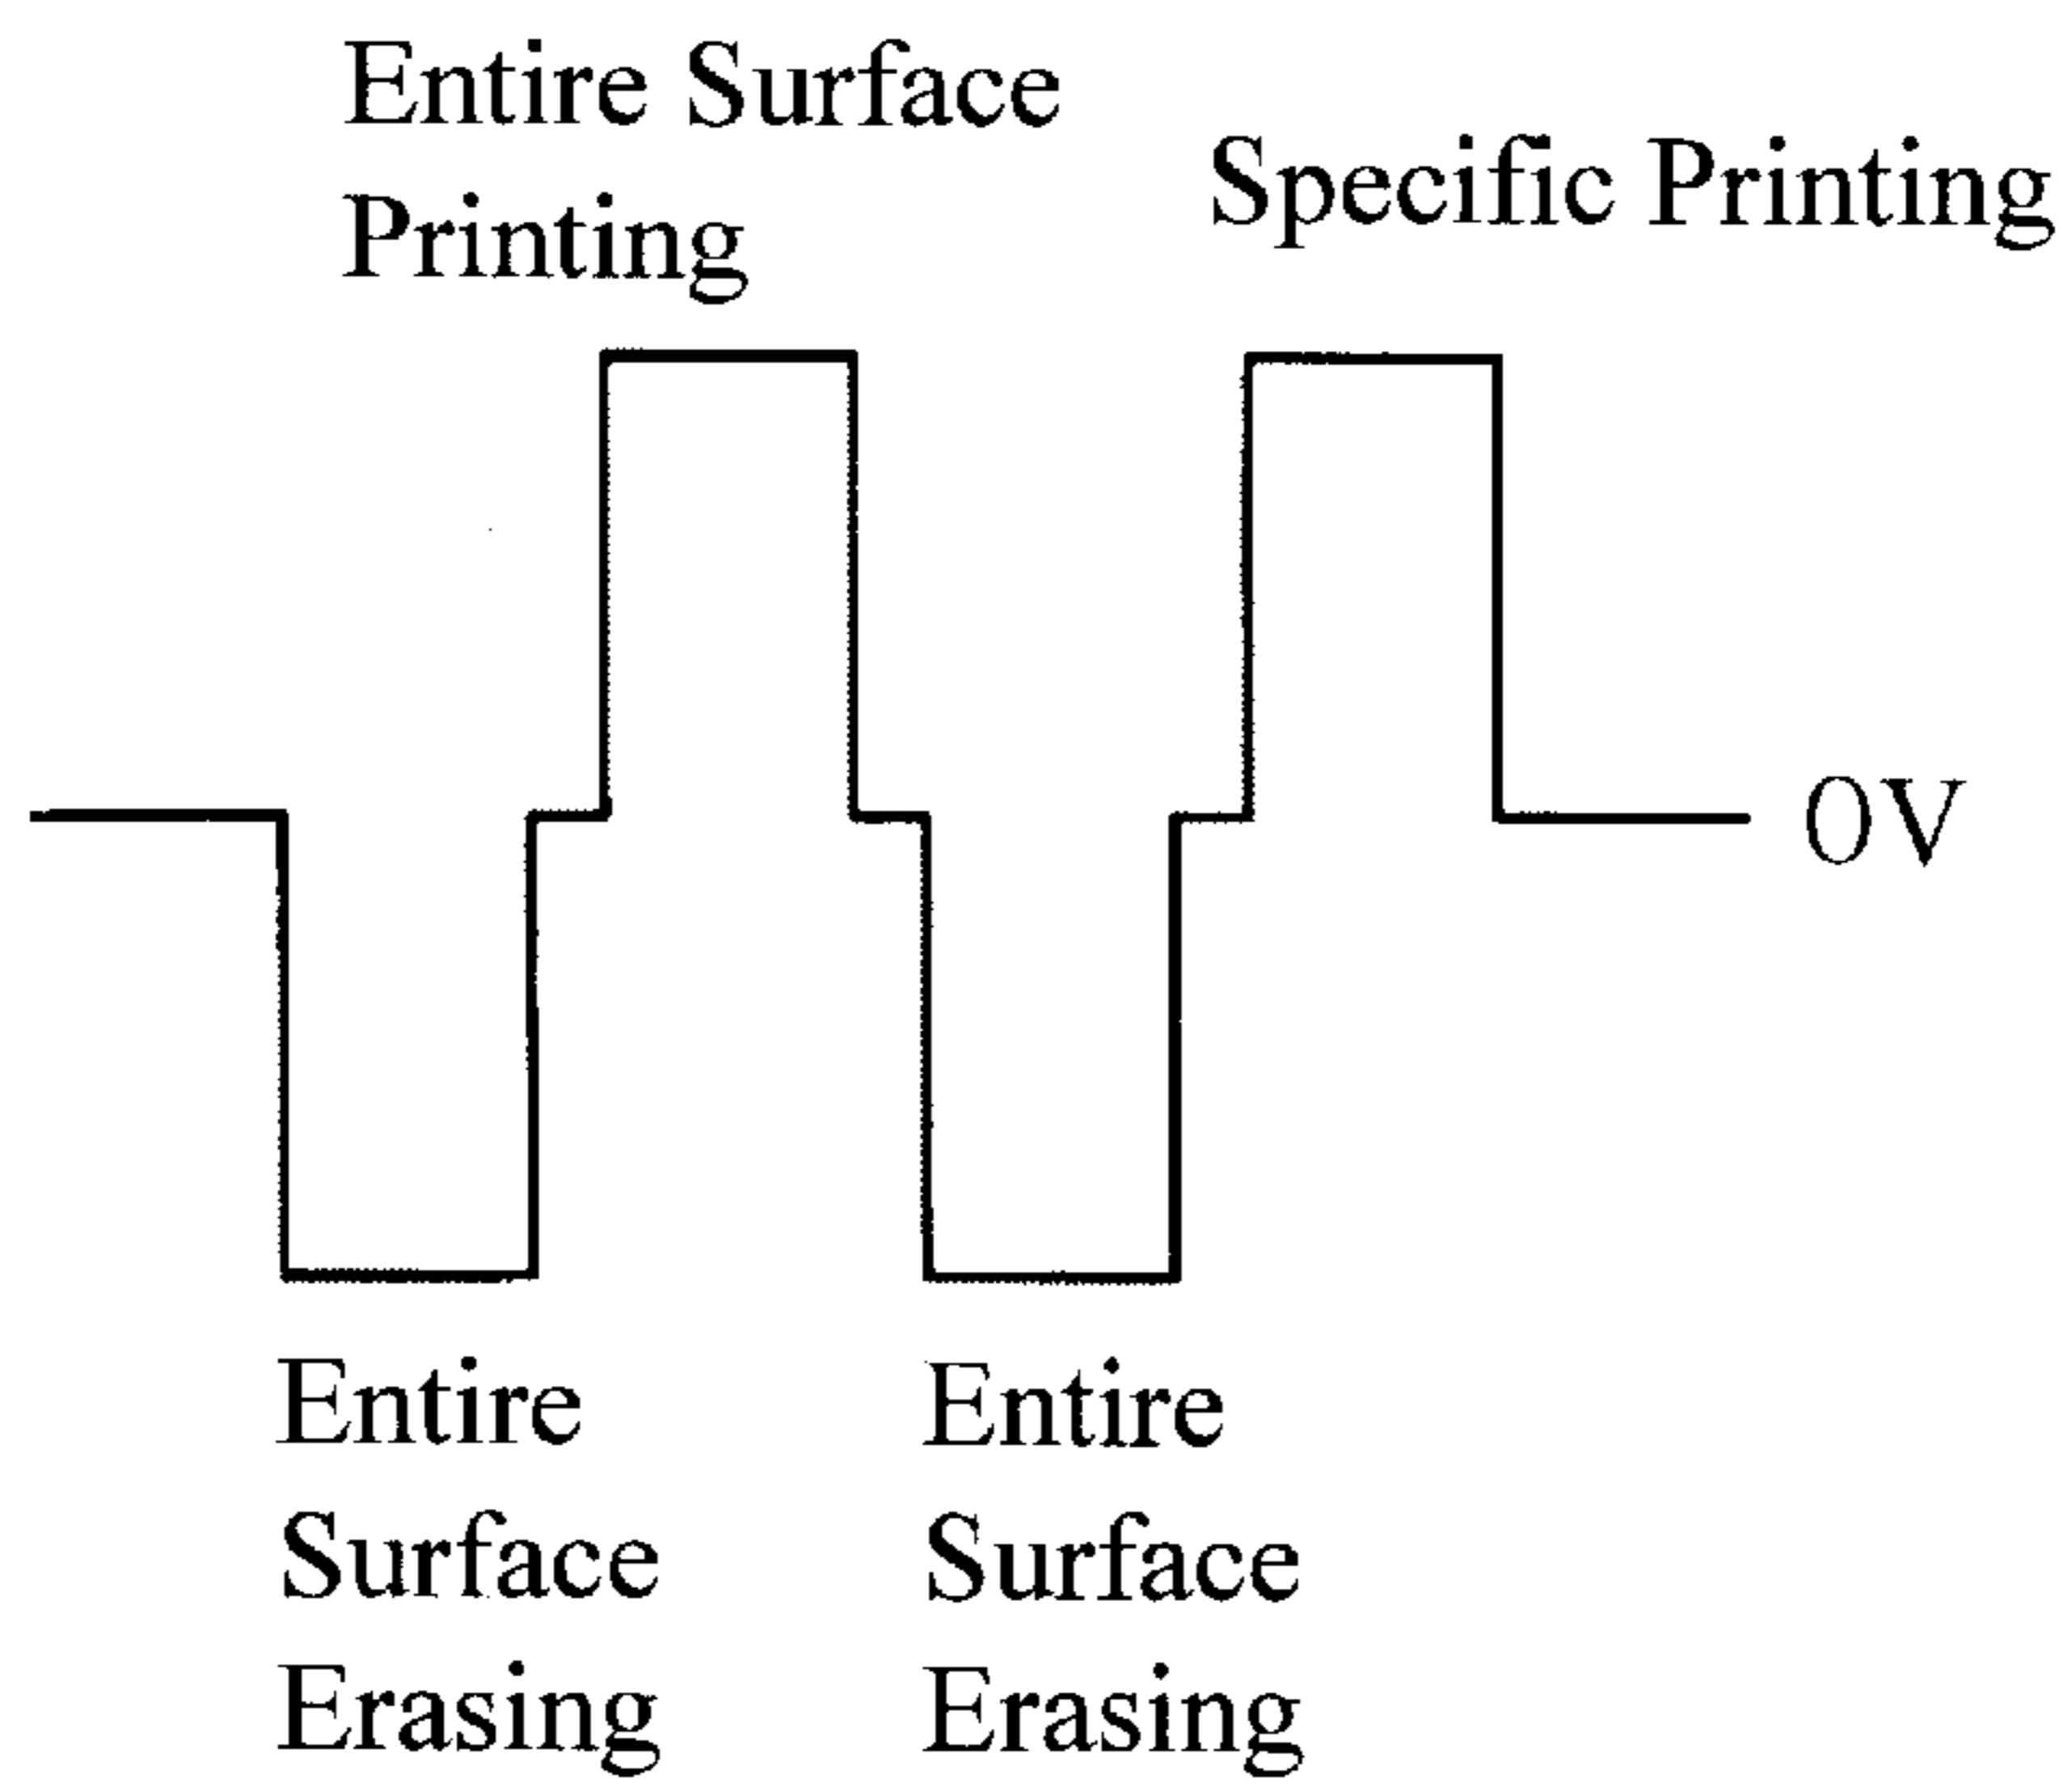 Entire Surface
Printing
Specific Printing
0V
Entire
Surface
Erasing
Entire
Surface
Erasing